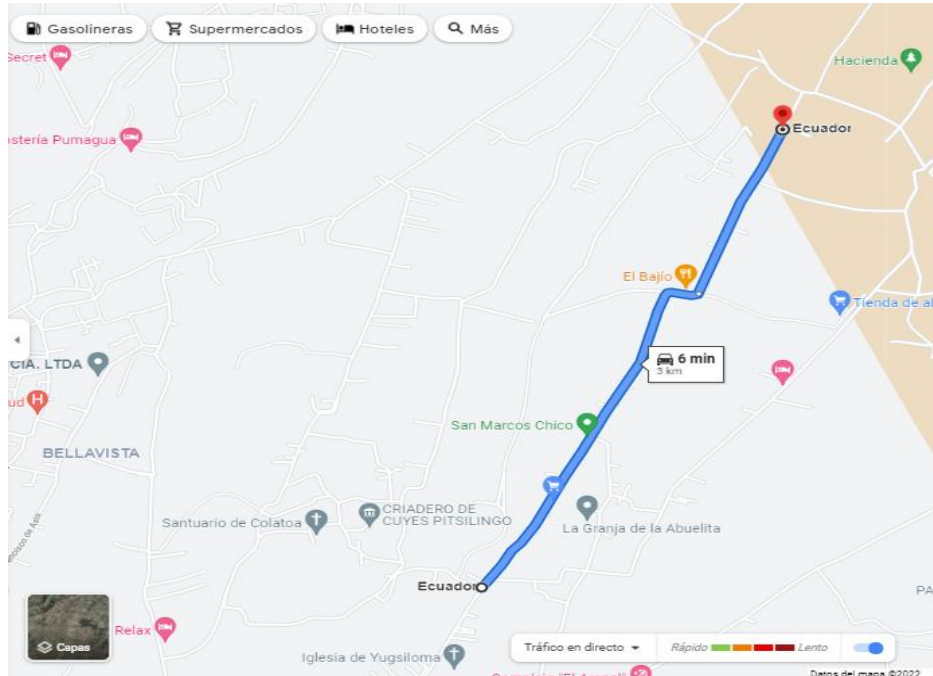 Gasolineras
Supermercados
Hoteles
Más
Secret
Hacienda
ostería Pumagua
Ecuador
El Bajío
Tienda de al
CIA. LTDA
6 min
3 km
ud
H
San Marcos Chico
BELLAVISTA
CRIADERO DE
CUYES PITSILINGO
Santuario de Colatoa
La Granja de la Abuelita
Ecuador
PA
Capas
Relax
Iglesia de Yugsiloma
Tráfico en directo
Rápido
Lento
Datos del mapa ©2022